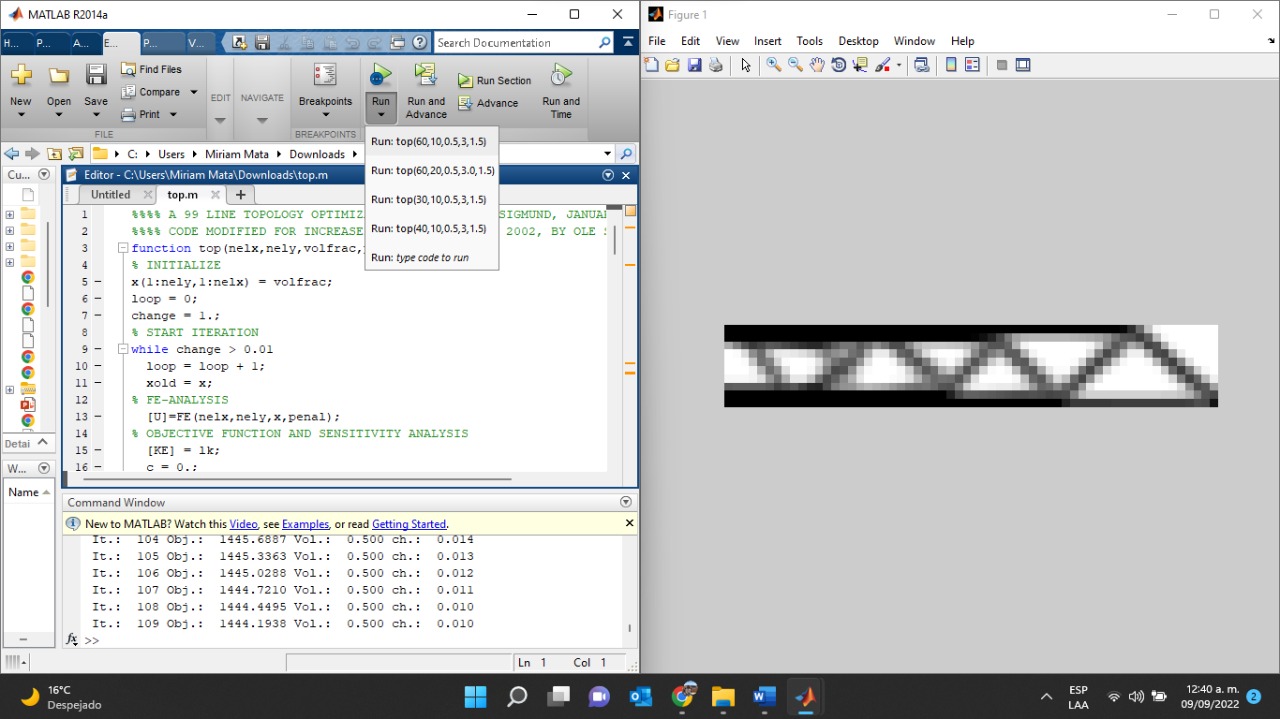 MATLAB R2014a
H... P... A... E... P... V...
Search Documentation
New
Open
Save
Find Files
Compare
Print
FILE
EDIT
NAVIGATE
Breakpoints
BREAKPOINTS
Run
Run and
Advance
Run Section
Advance
Run and
Time
C: Users Miriam Mata Downloads
Run: top(60,10,0.5,3,1.5)
Run: top(60,20,0.5,3.0,1.5)
Run: top(30,10,0.5,3,1.5)
Run: top(40,10,0.5,3,1.5)
Run: type code to run
Cu...
Detai
W...
Name
Editor - C:\Users\Miriam Mata\Downloads\top.m
Untitled
top.m
1 %%%% A 99 LINE TOPOLOGY OPTIMIZ SIGMUND, JANUA
2 %%%% CODE MODIFIED FOR INCREASE 2002, BY OLE S
3 function top(nelx,nely,volfrac,
4 % INITIALIZE
5 x(1:nely,1:nelx) = volfrac;
6 loop = 0;
7 change = 1.;
8 % START ITERATION
9 while change > 0.01
10 loop = loop + 1;
11 xold = x;
12 % FE-ANALYSIS
13 [U]=FE(nelx,nely,x,penal);
14 % OBJECTIVE FUNCTION AND SENSITIVITY ANALYSIS
15 [KE] = lk;
16 c = 0.;
Command Window
New to MATLAB? Watch this Video, see Examples, or read Getting Started.
It.: 104 Obj.: 1445.6887 Vol.: 0.500 ch.: 0.014
It.: 105 Obj.: 1445.3363 Vol.: 0.500 ch.: 0.013
It.: 106 Obj.: 1445.0288 Vol.: 0.500 ch.: 0.012
It.: 107 Obj.: 1444.7210 Vol.: 0.500 ch.: 0.011
It.: 108 Obj.: 1444.4495 Vol.: 0.500 ch.: 0.010
It.: 109 Obj.: 1444.1938 Vol.: 0.500 ch.: 0.010
fx >>
Ln 1 Col 1
Figure 1
File Edit View Insert Tools Desktop Window Help
16°C
Despejado
ESP
LAA
12:40 a. m.
09/09/2022
2